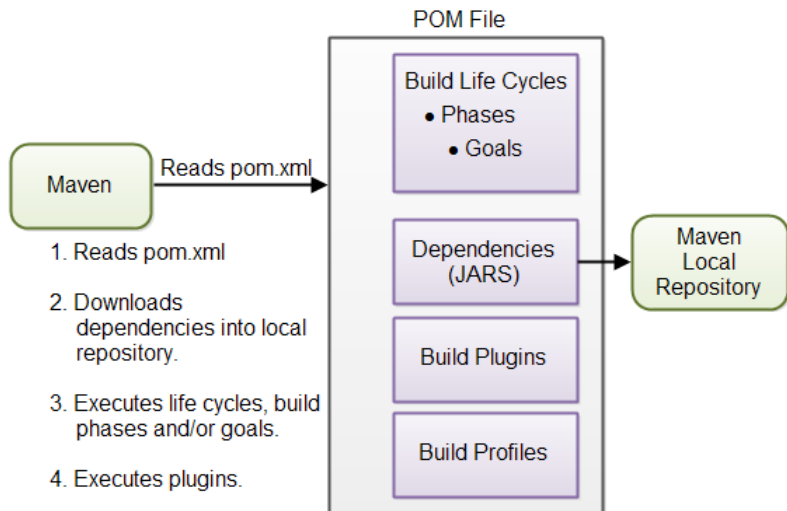 POM File
Build Life Cycles
• Phases
• Goals
Reads pom.xml
Maven
1. Reads pom.xml
2. Downloads
dependencies into local
repository.
3. Executes life cycles, build
phases and/or goals.
4. Executes plugins.
Dependencies
(JARS)
Maven
Local
Repository
Build Plugins
Build Profiles